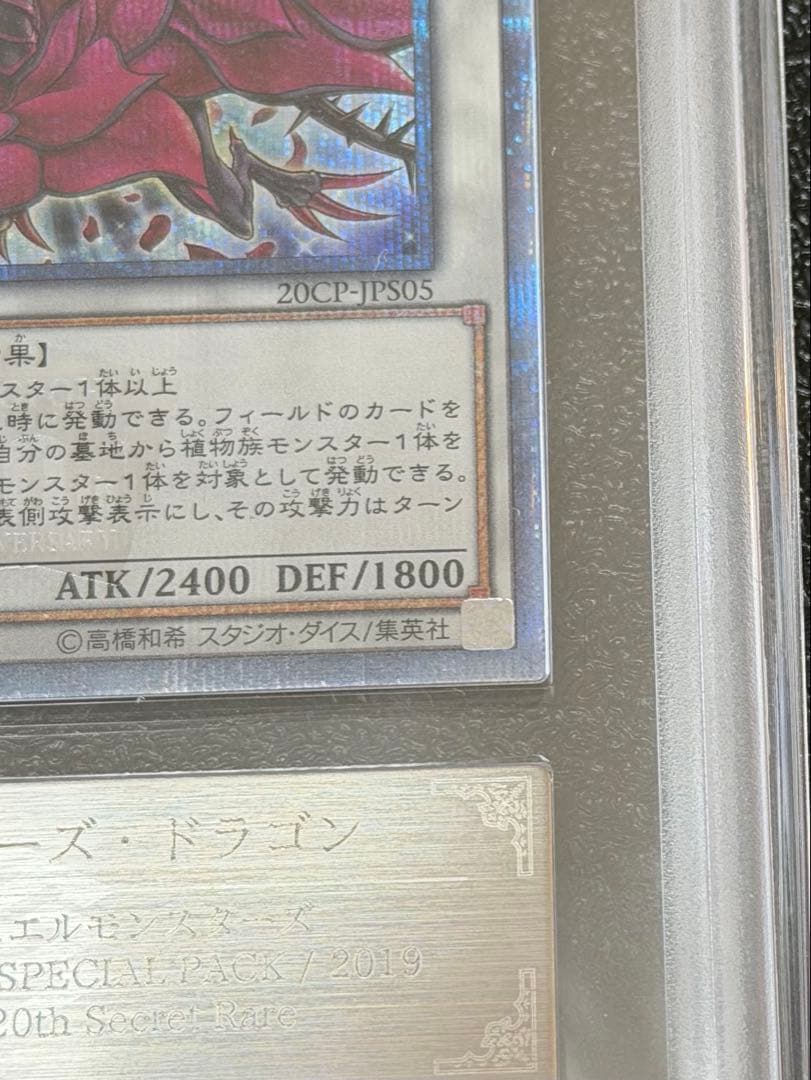 20CP-JPS05
果】
スター1体以上
時に発動できる。フィールドのカードを
自分の墓地から植物族モンスター1体を
モンスター1体を対象として発動できる。
表側攻撃表示にし、その攻撃力はターン
ATK/2400 DEF/1800
©高橋和希 スタジオ・ダイス/集英社
ーズ・ドラゴン
エルモンスターズ
SPECIAL PACK / 2019
20th Secret Rare